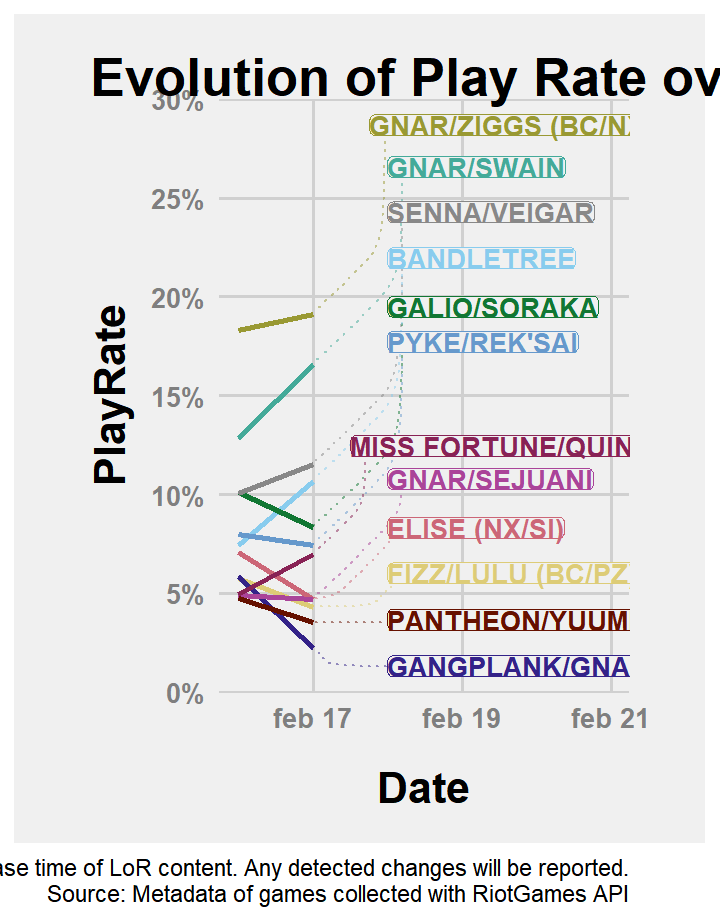 Evolution of Play Rate ov
30%
GNAR/ZIGGS (BC/N
GNAR/SWAIN
25%
SENNA/VEIGAR
BANDLETREE
20%
GALIO/SORAKA
PYKE/REK'SAI
15%
MISS FORTUNE/QUIN
GNAR/SEJUANI
10%
ELISE (NX/SI)
FIZZ/LULU (BC/PZ
5%
PANTHEON/YUUM
GANGPLANK/GNA
0%
PlayRate
feb 17 feb 19 feb 21
Date
ase time of LoR content. Any detected changes will be reported.
Source: Metadata of games collected with RiotGames API